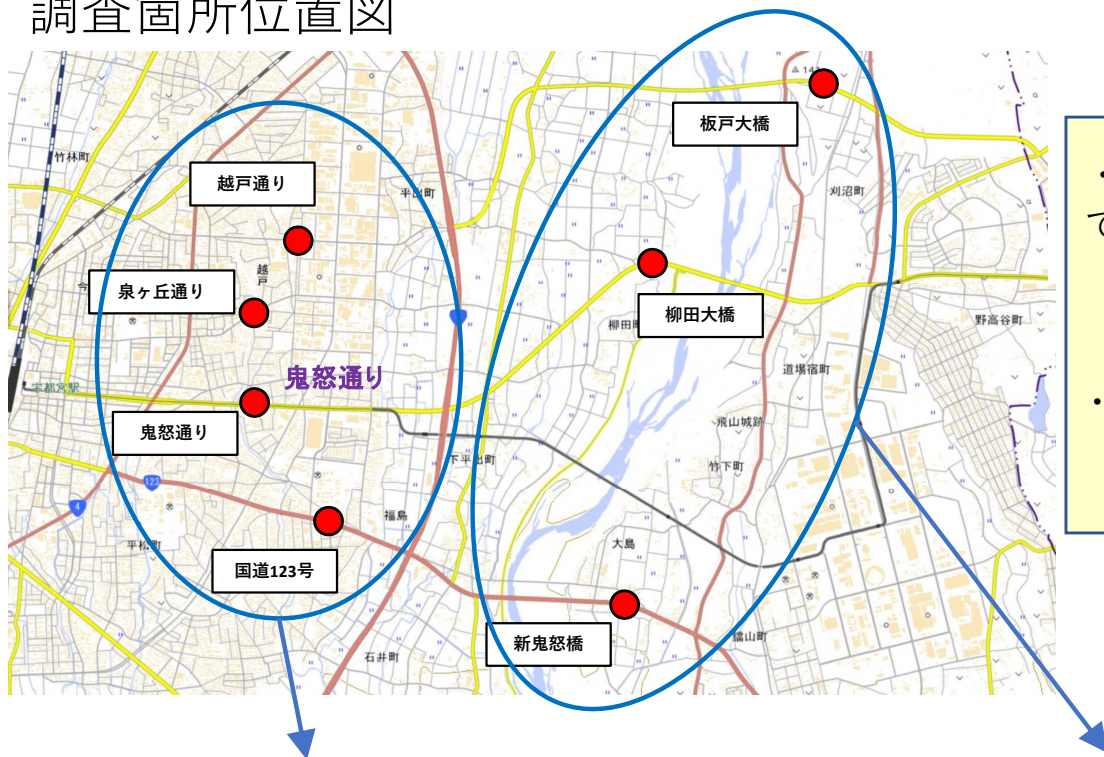 調査箇所位置図
板戸大橋
竹林町
越戸通り
平出町
刈沼町
・
で
越戸
泉ヶ丘通り
今
柳田大橋
柳田町
野高谷町
鬼怒通り
道場宿町
宇都宮駅
鬼怒通り
飛山城跡
下平出町
竹下町
123
4
福島
平松町
大島
国道123号
新鬼怒橋
鐺山町
石井町
・